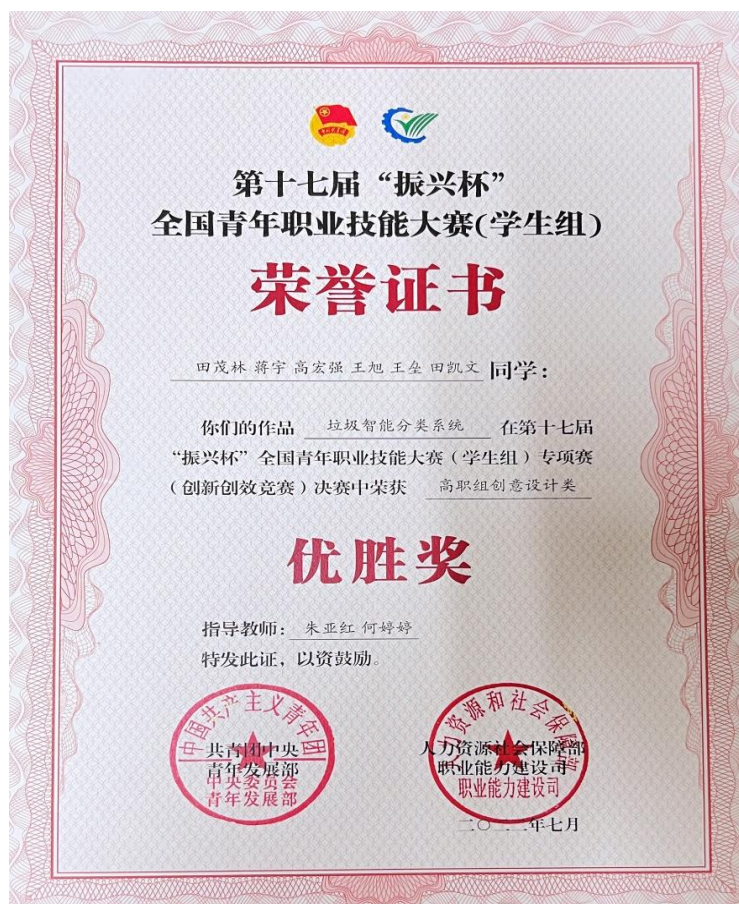 第十七届“振兴杯”
全国青年职业技能大赛(学生组)
荣誉证书
田茂林 蒋宇 高宏强 王旭 王垒 田凯文 同学:
你们的作品 垃圾智能分类系统 在第十七届
“振兴杯”全国青年职业技能大赛(学生组)专项赛
(创新创效竞赛)决赛中荣获 高职组创意设计类
优胜奖
指导教师: 朱亚红 何婷婷
特发此证,以资鼓励。
中国共产主义青年团
中央委员会
青年发展部
共青团中央
青年发展部
人力资源和社会保障部
职业能力建设司
人力资源社会保障部
职业能力建设司
二〇二二年七月